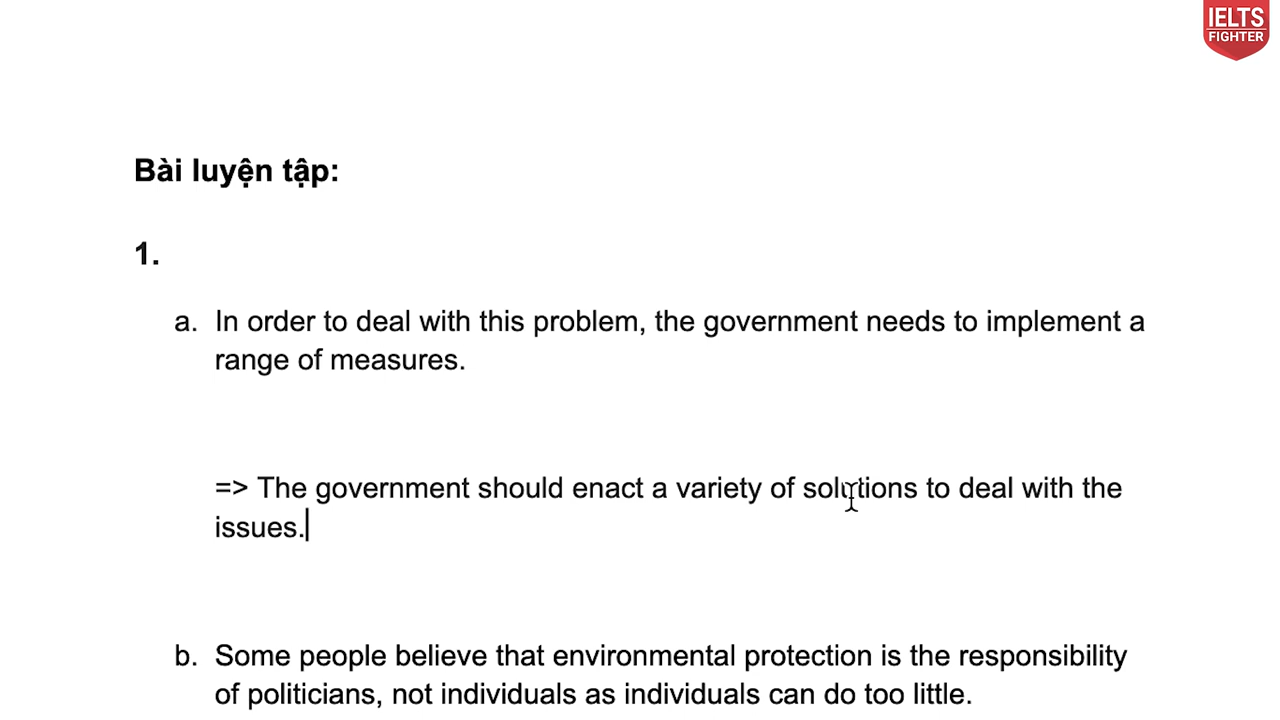 IELTS
FIGHTER
Bài luyện tập:
1.
a. In order to deal with this problem, the government needs to implement a
range of measures.
=> The government should enact a variety of solutions to deal with the
issues.
b. Some people believe that environmental protection is the responsibility
of politicians, not individuals as individuals can do too little.